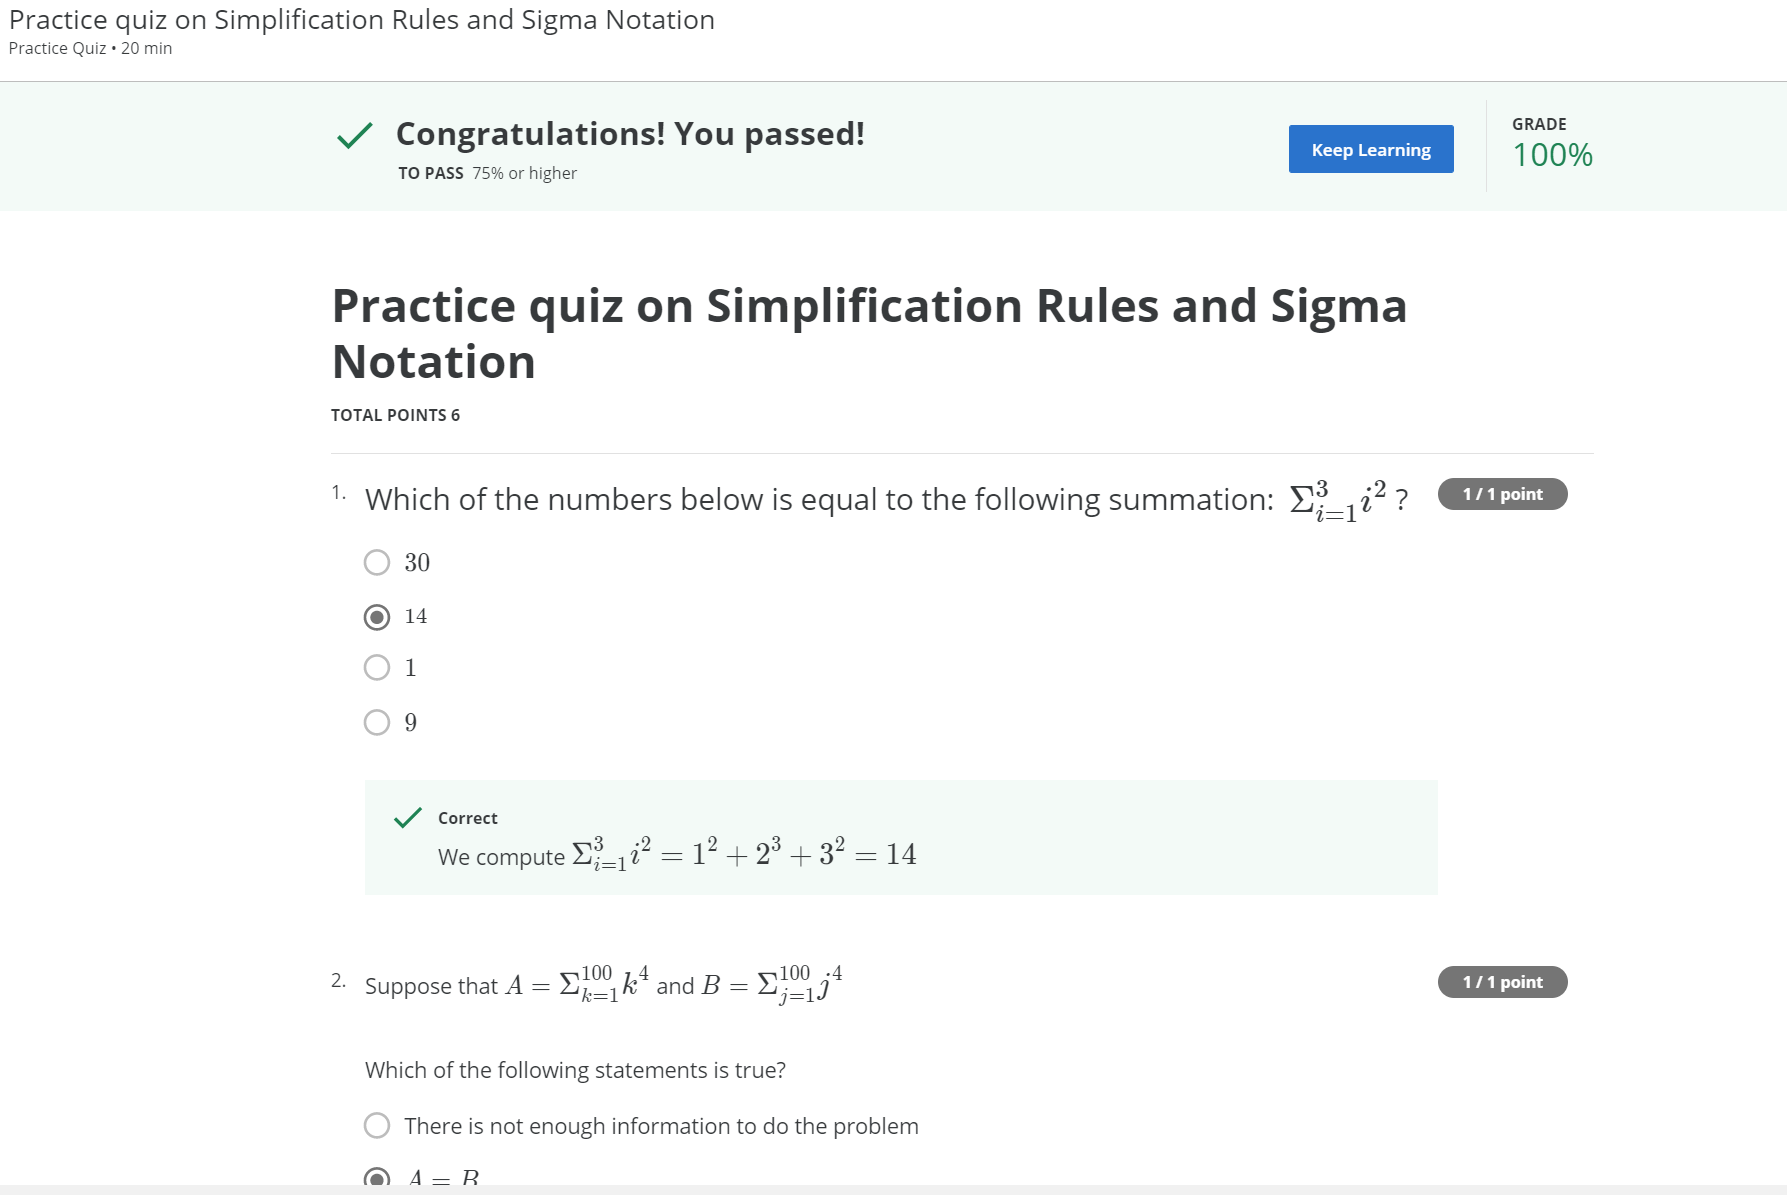 Practice quiz on Simplification Rules and Sigma Notation
Practice Quiz • 20 min
Congratulations! You passed!
TO PASS 75% or higher
Keep Learning
GRADE
100%
Practice quiz on Simplification Rules and Sigma
Notation
TOTAL POINTS 6
1. Which of the numbers below is equal to the following summation: $\Sigma_{i=1}^{3} i^2$ ?
1 / 1 point
30
14
1
9
Correct
We compute $\Sigma_{i=1}^{3} i^2 = 1^2 + 2^3 + 3^2 = 14$
2. Suppose that $A = \Sigma_{k=1}^{100} k^4$ and $B = \Sigma_{j=1}^{100} j^4$
1 / 1 point
Which of the following statements is true?
There is not enough information to do the problem
$A = B$